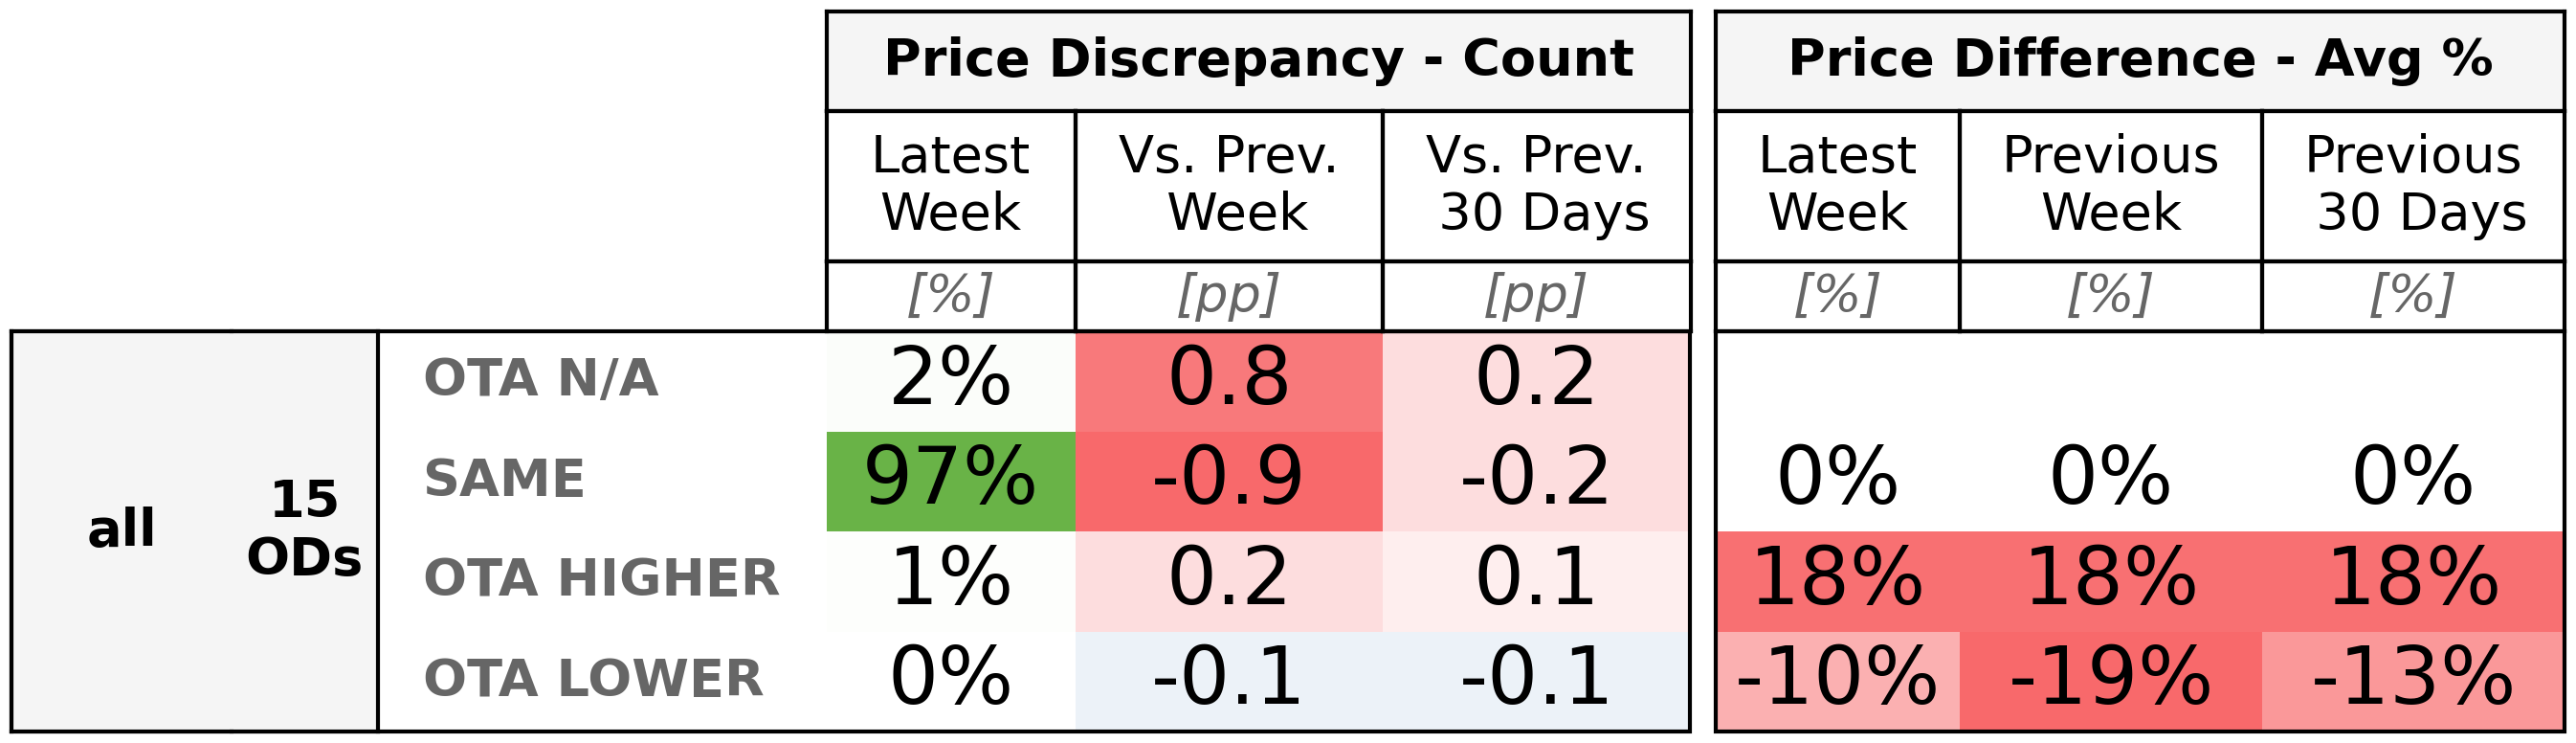 Price Discrepancy - Count Price Difference - Avg %
Latest Week Vs. Prev. Week Vs. Prev. 30 Days Latest Week Previous Week Previous 30 Days
[%] [pp] [pp] [%] [%] [%]
all 15 ODs
OTA N/A 2% 0.8 0.2
SAME 97% -0.9 -0.2 0% 0% 0%
OTA HIGHER 1% 0.2 0.1 18% 18% 18%
OTA LOWER 0% -0.1 -0.1 -10% -19% -13%